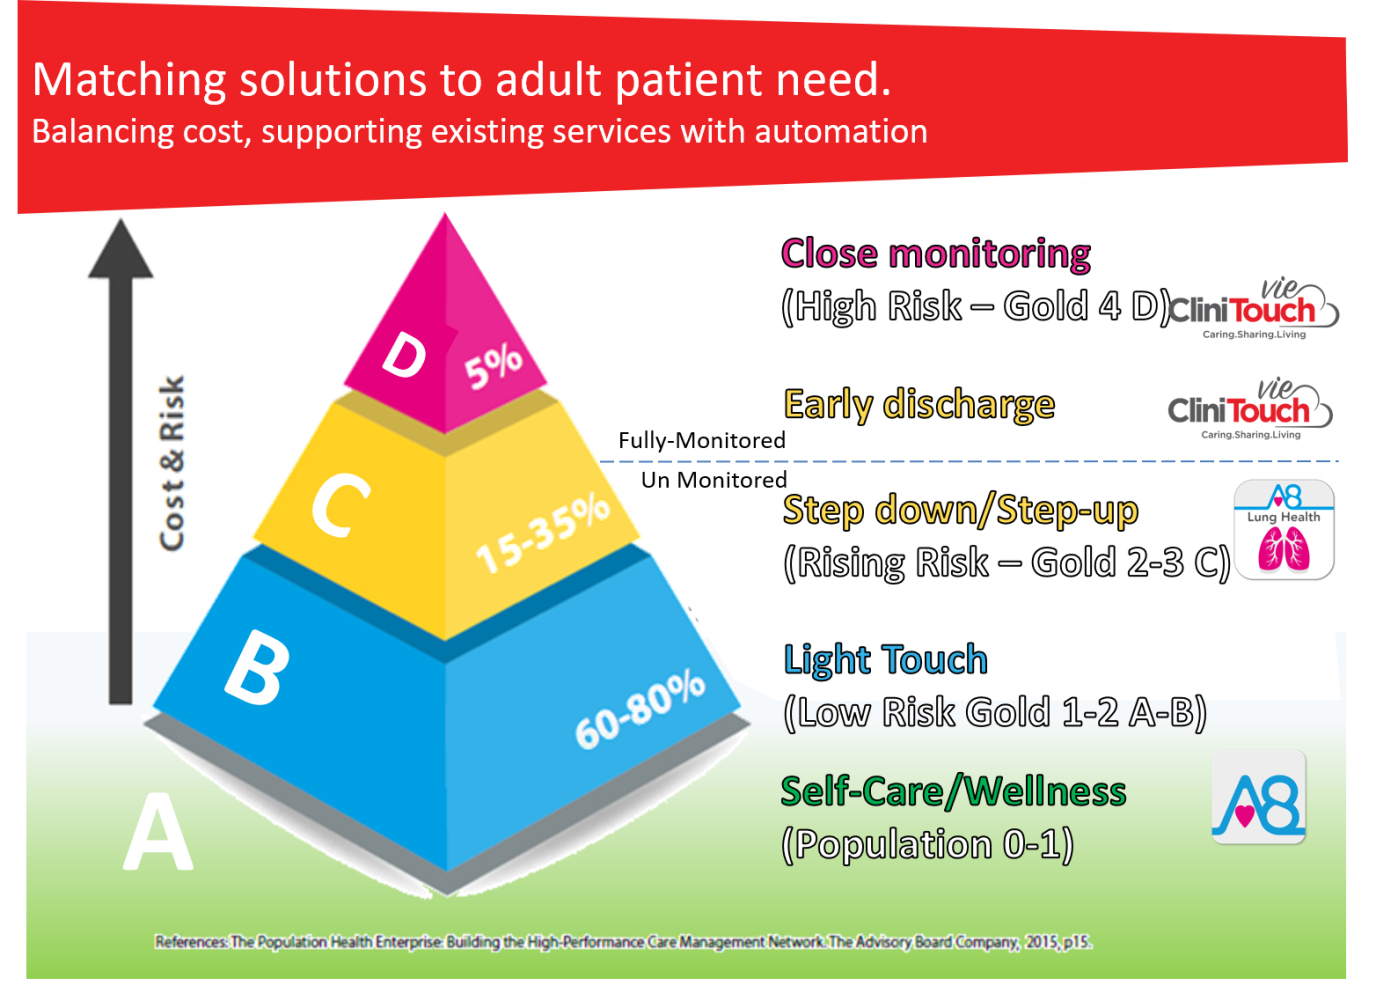 Matching solutions to adult patient need.
Balancing cost, supporting existing services with automation
Cost & Risk
D
5%
C
15-35%
B
60-80%
A
Close monitoring
(High Risk – Gold 4 D)
vie
CliniTouch
Caring.Sharing.Living
Early discharge
vie
CliniTouch
Caring.Sharing.Living
Fully-Monitored
Un Monitored
Step down/Step-up
(Rising Risk – Gold 2-3 C)
A8
Lung Health
Light Touch
(Low Risk Gold 1-2 A-B)
Self-Care/Wellness
(Population 0-1)
A8
References: The Population Health Enterprise: Building the High-Performance Care Management Network. The Advisory Board Company, 2015, p15.